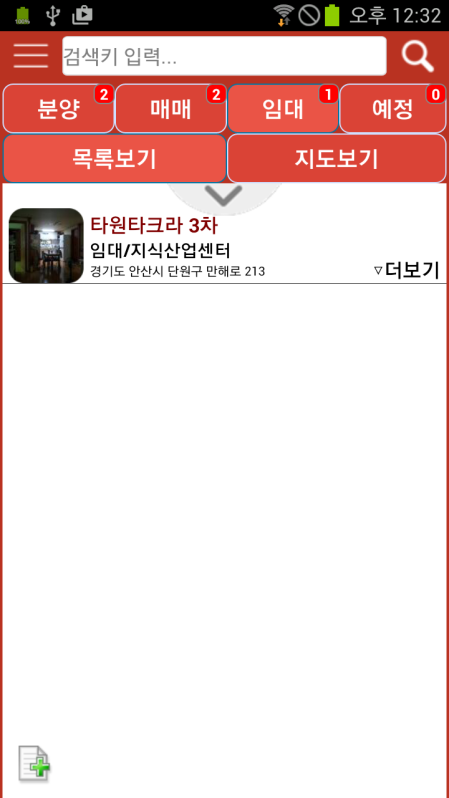 100%
오후 12:32
검색키 입력...
분양 2
매매 2
임대 1
예정 0
목록보기
지도보기
타원타크라 3차
임대/지식산업센터
경기도 안산시 단원구 만해로 213
▽더보기